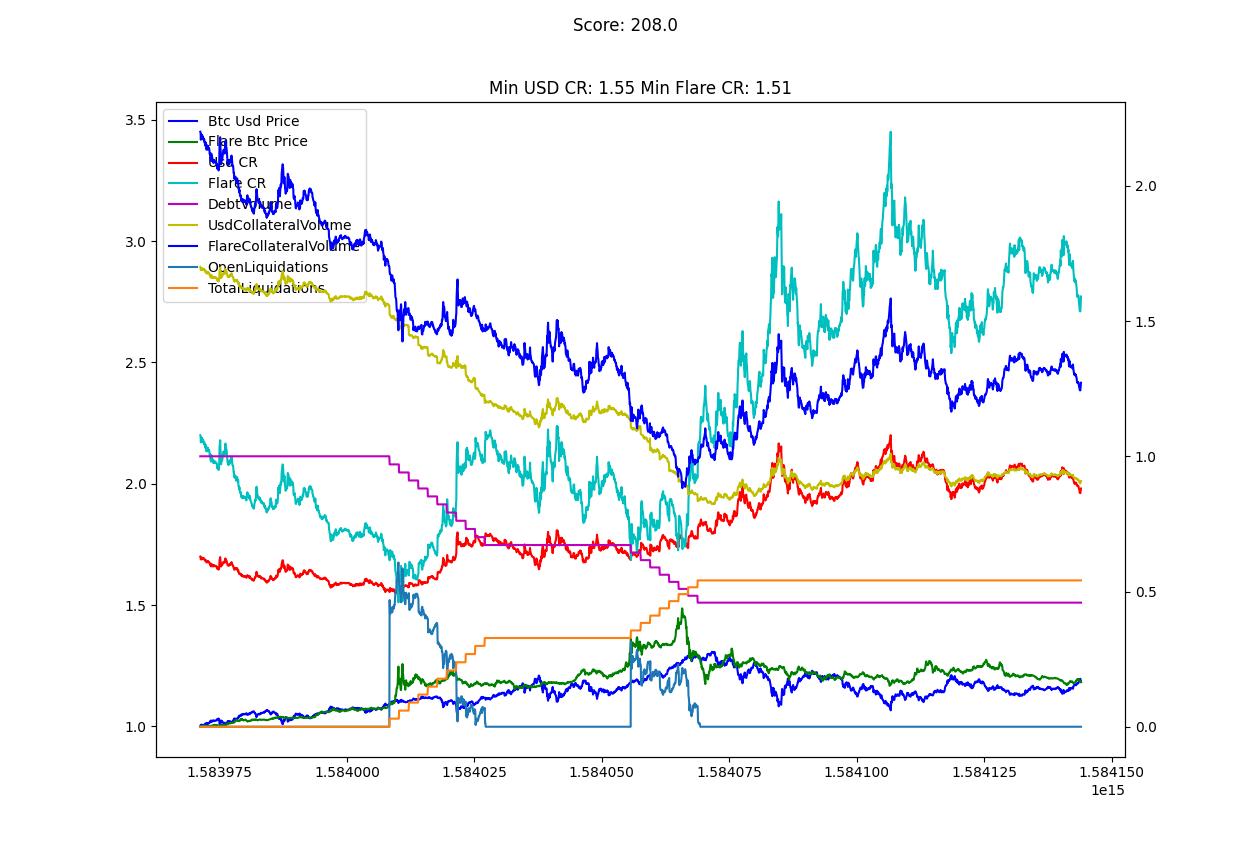 Score: 208.0
Min USD CR: 1.55 Min Flare CR: 1.51
Btc Usd Price
Flare Btc Price
Usd CR
Flare CR
DebtVolume
UsdCollateralVolume
FlareCollateralVolume
OpenLiquidations
TotalLiquidations
3.5
3.0
2.5
2.0
1.5
1.0
2.0
1.5
1.0
0.5
0.0
1.583975
1.584000
1.584025
1.584050
1.584075
1.584100
1.584125
1.584150
1e15